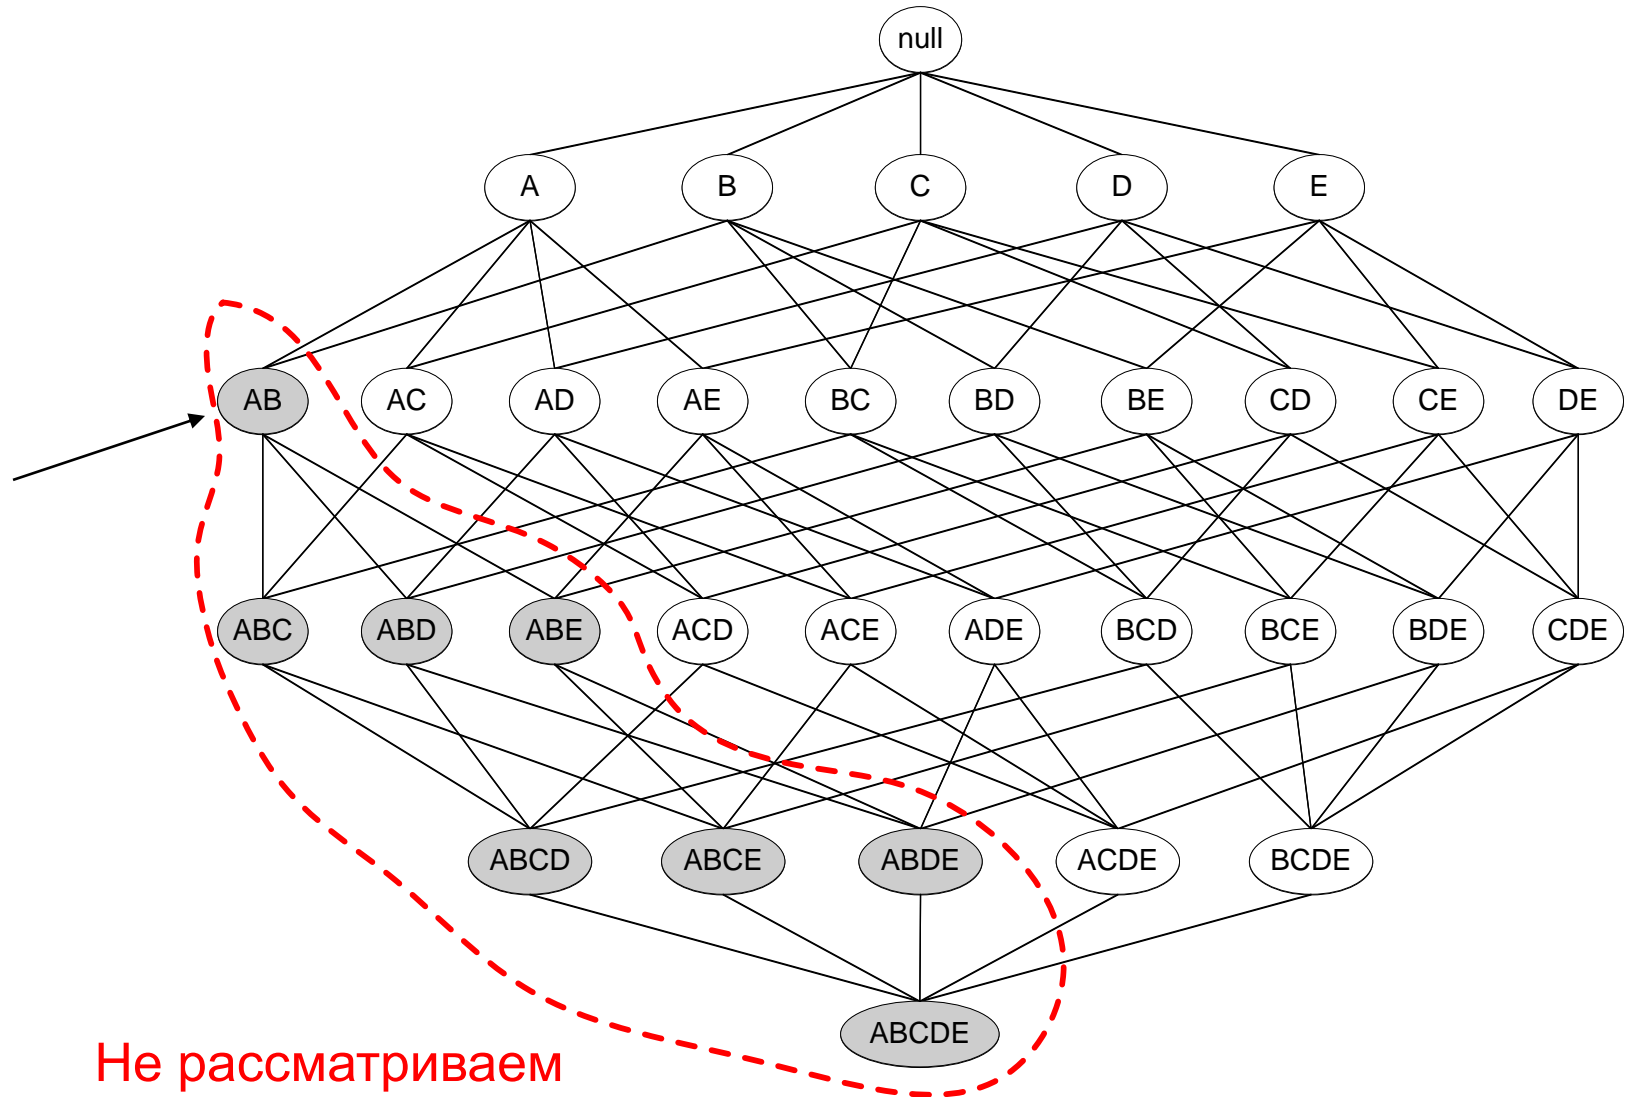 null
A B C D E
AB AC AD AE BC BD BE CD CE DE
ABC ABD ABE ACD ACE ADE BCD BCE BDE CDE
ABCD ABCE ABDE ACDE BCDE
ABCDE
Не рассматриваем